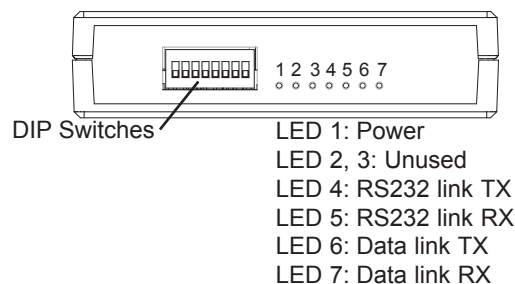 1 2 3 4 5 6 7
DIP Switches
LED 1: Power
LED 2, 3: Unused
LED 4: RS232 link TX
LED 5: RS232 link RX
LED 6: Data link TX
LED 7: Data link RX